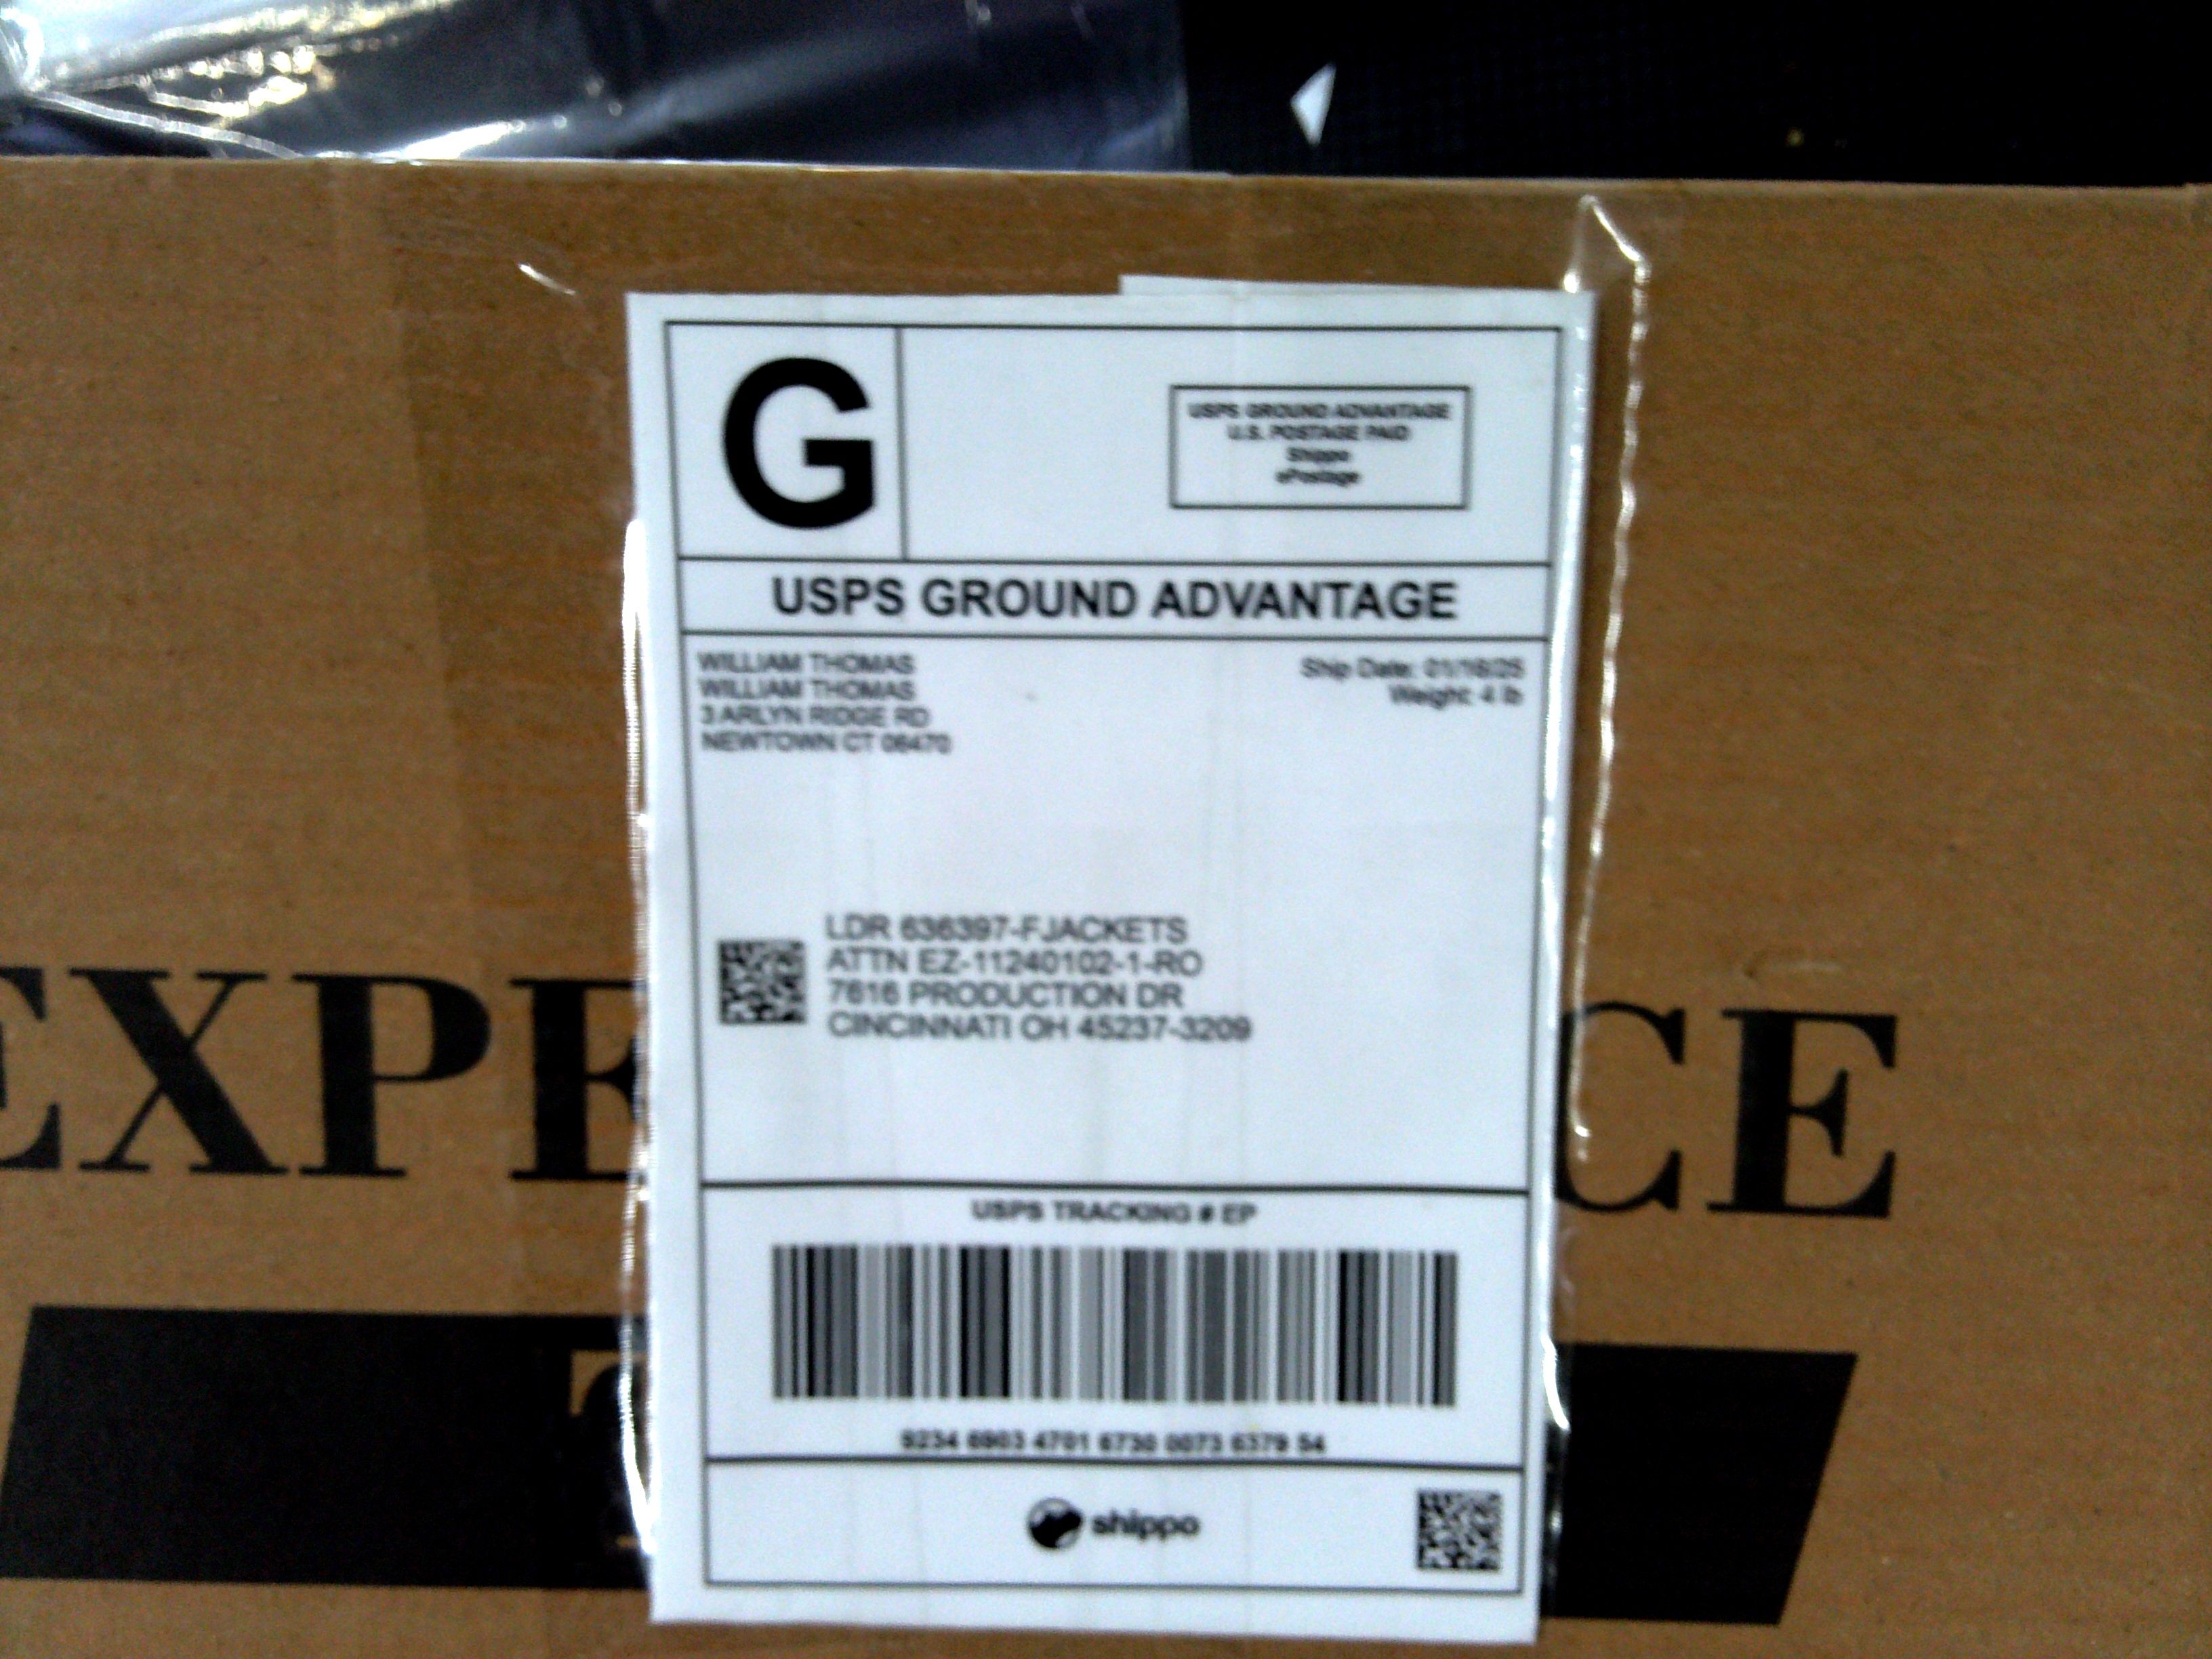 G
USPS GROUND ADVANTAGE
U.S. POSTAGE PAID
Shippo
ePostage
USPS GROUND ADVANTAGE
WILLIAM THOMAS
WILLIAM THOMAS
3 ARLYN RIDGE RD
NEWTOWN CT 06470
Ship Date: 01/16/25
Weight: 4 lb
LDR 636397-FJACKETS
ATTN EZ-11240102-1-RO
7616 PRODUCTION DR
CINCINNATI OH 45237-3209
EXPE CE
USPS TRACKING # EP
9234 6903 4701 6730 0073 6379 54
shippo